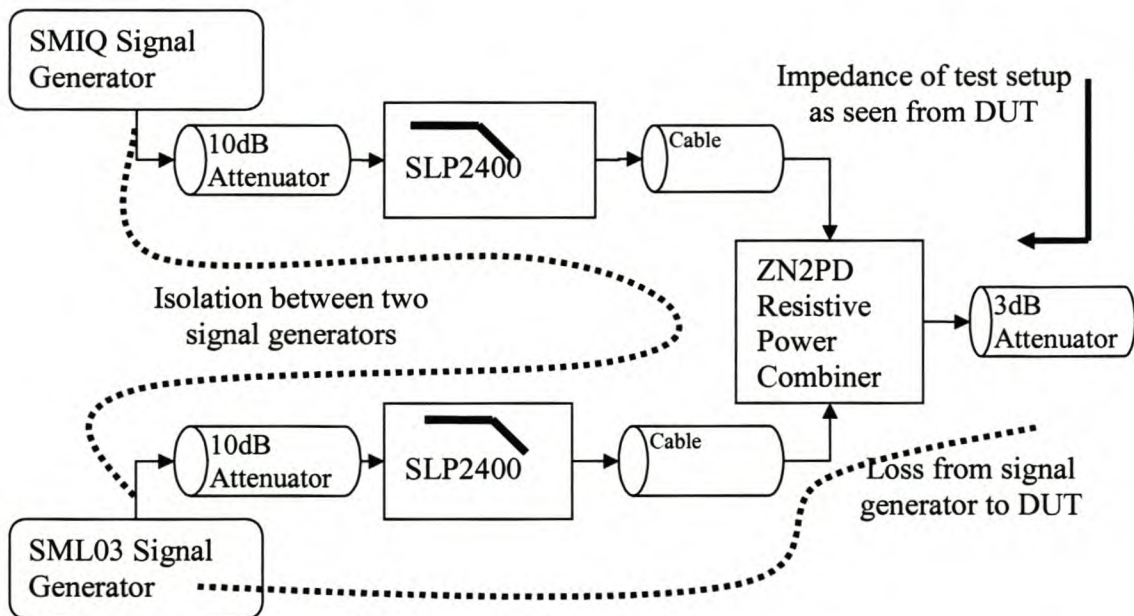 SMIQ Signal
Generator
10dB
Attenuator
SLP2400
Cable
Impedance of test setup
as seen from DUT
Isolation between two
signal generators
ZN2PD
Resistive
Power
Combiner
3dB
Attenuator
10dB
Attenuator
SLP2400
Cable
Loss from signal
generator to DUT
SML03 Signal
Generator